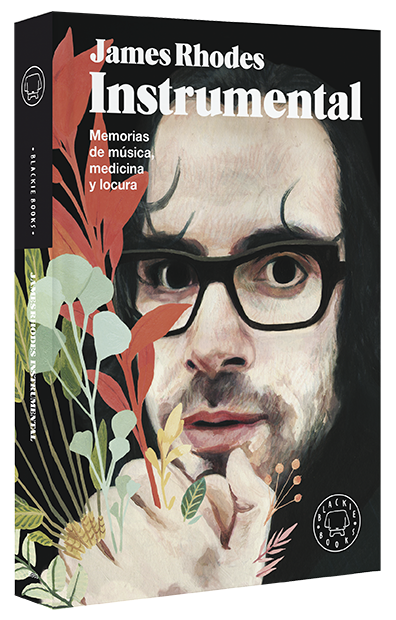 James Rhodes
Instrumental
Memorias
de música,
medicina
y locura
BLACKIE BOOKS
JAMES RHODES INSTRUMENTAL
BLACKIE
BOOKS